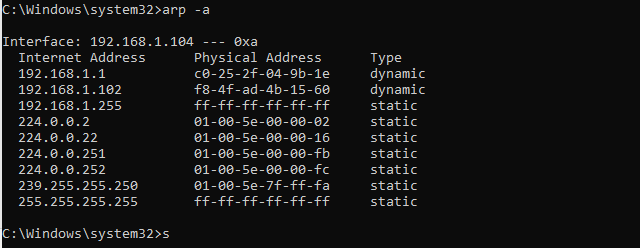 C:\Windows\system32>arp -a
Interface: 192.168.1.104 --- 0xa
Internet Address Physical Address Type
192.168.1.1 c0-25-2f-04-9b-1e dynamic
192.168.1.102 f8-4f-ad-4b-15-60 dynamic
192.168.1.255 ff-ff-ff-ff-ff-ff static
224.0.0.2 01-00-5e-00-00-02 static
224.0.0.22 01-00-5e-00-00-16 static
224.0.0.251 01-00-5e-00-00-fb static
224.0.0.252 01-00-5e-00-00-fc static
239.255.255.250 01-00-5e-7f-ff-fa static
255.255.255.255 ff-ff-ff-ff-ff-ff static
C:\Windows\system32>s